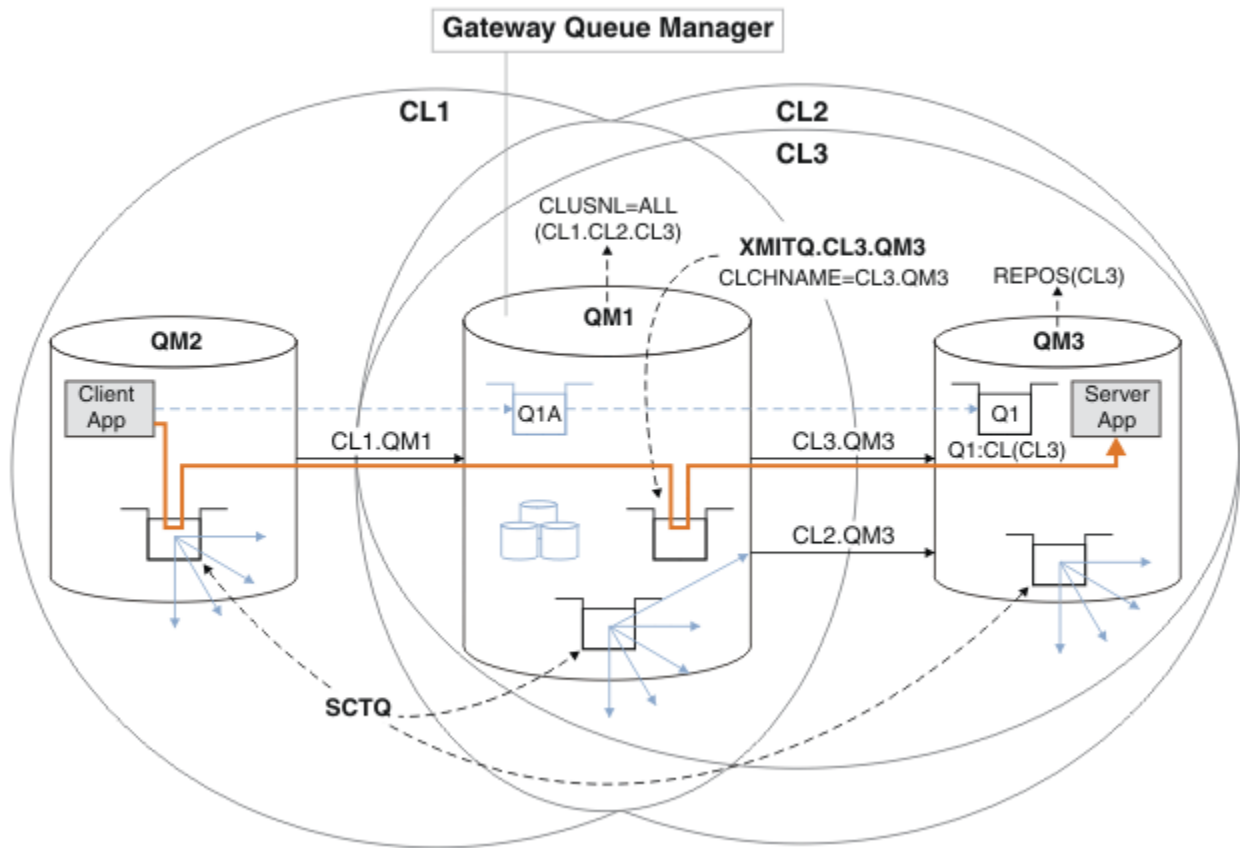 Gateway Queue Manager
CL1
CL2
CL3
CLUSNL=ALL
(CL1.CL2.CL3)
XMITQ.CL3.QM3
CLCHNAME=CL3.QM3
REPOS(CL3)
QM2
QM1
QM3
Client
App
Q1A
Q1
Server
App
CL1.QM1
CL3.QM3
Q1:CL(CL3)
CL2.QM3
SCTQ